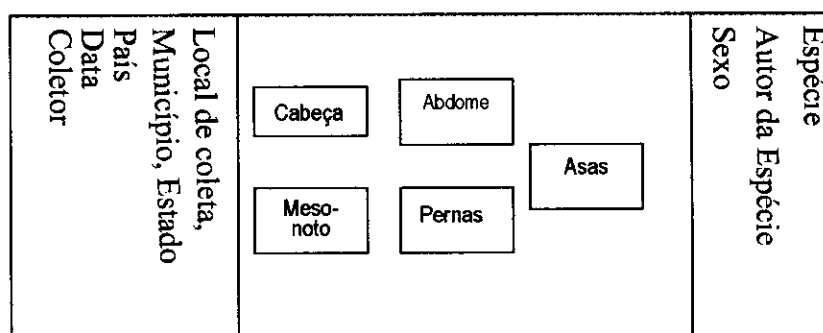 Local de coleta,
Município, Estado
País
Data
Coletor
Cabeça
Abdome
Asas
Meso-
noto
Pernas
Espécie
Autor da Espécie
Sexo